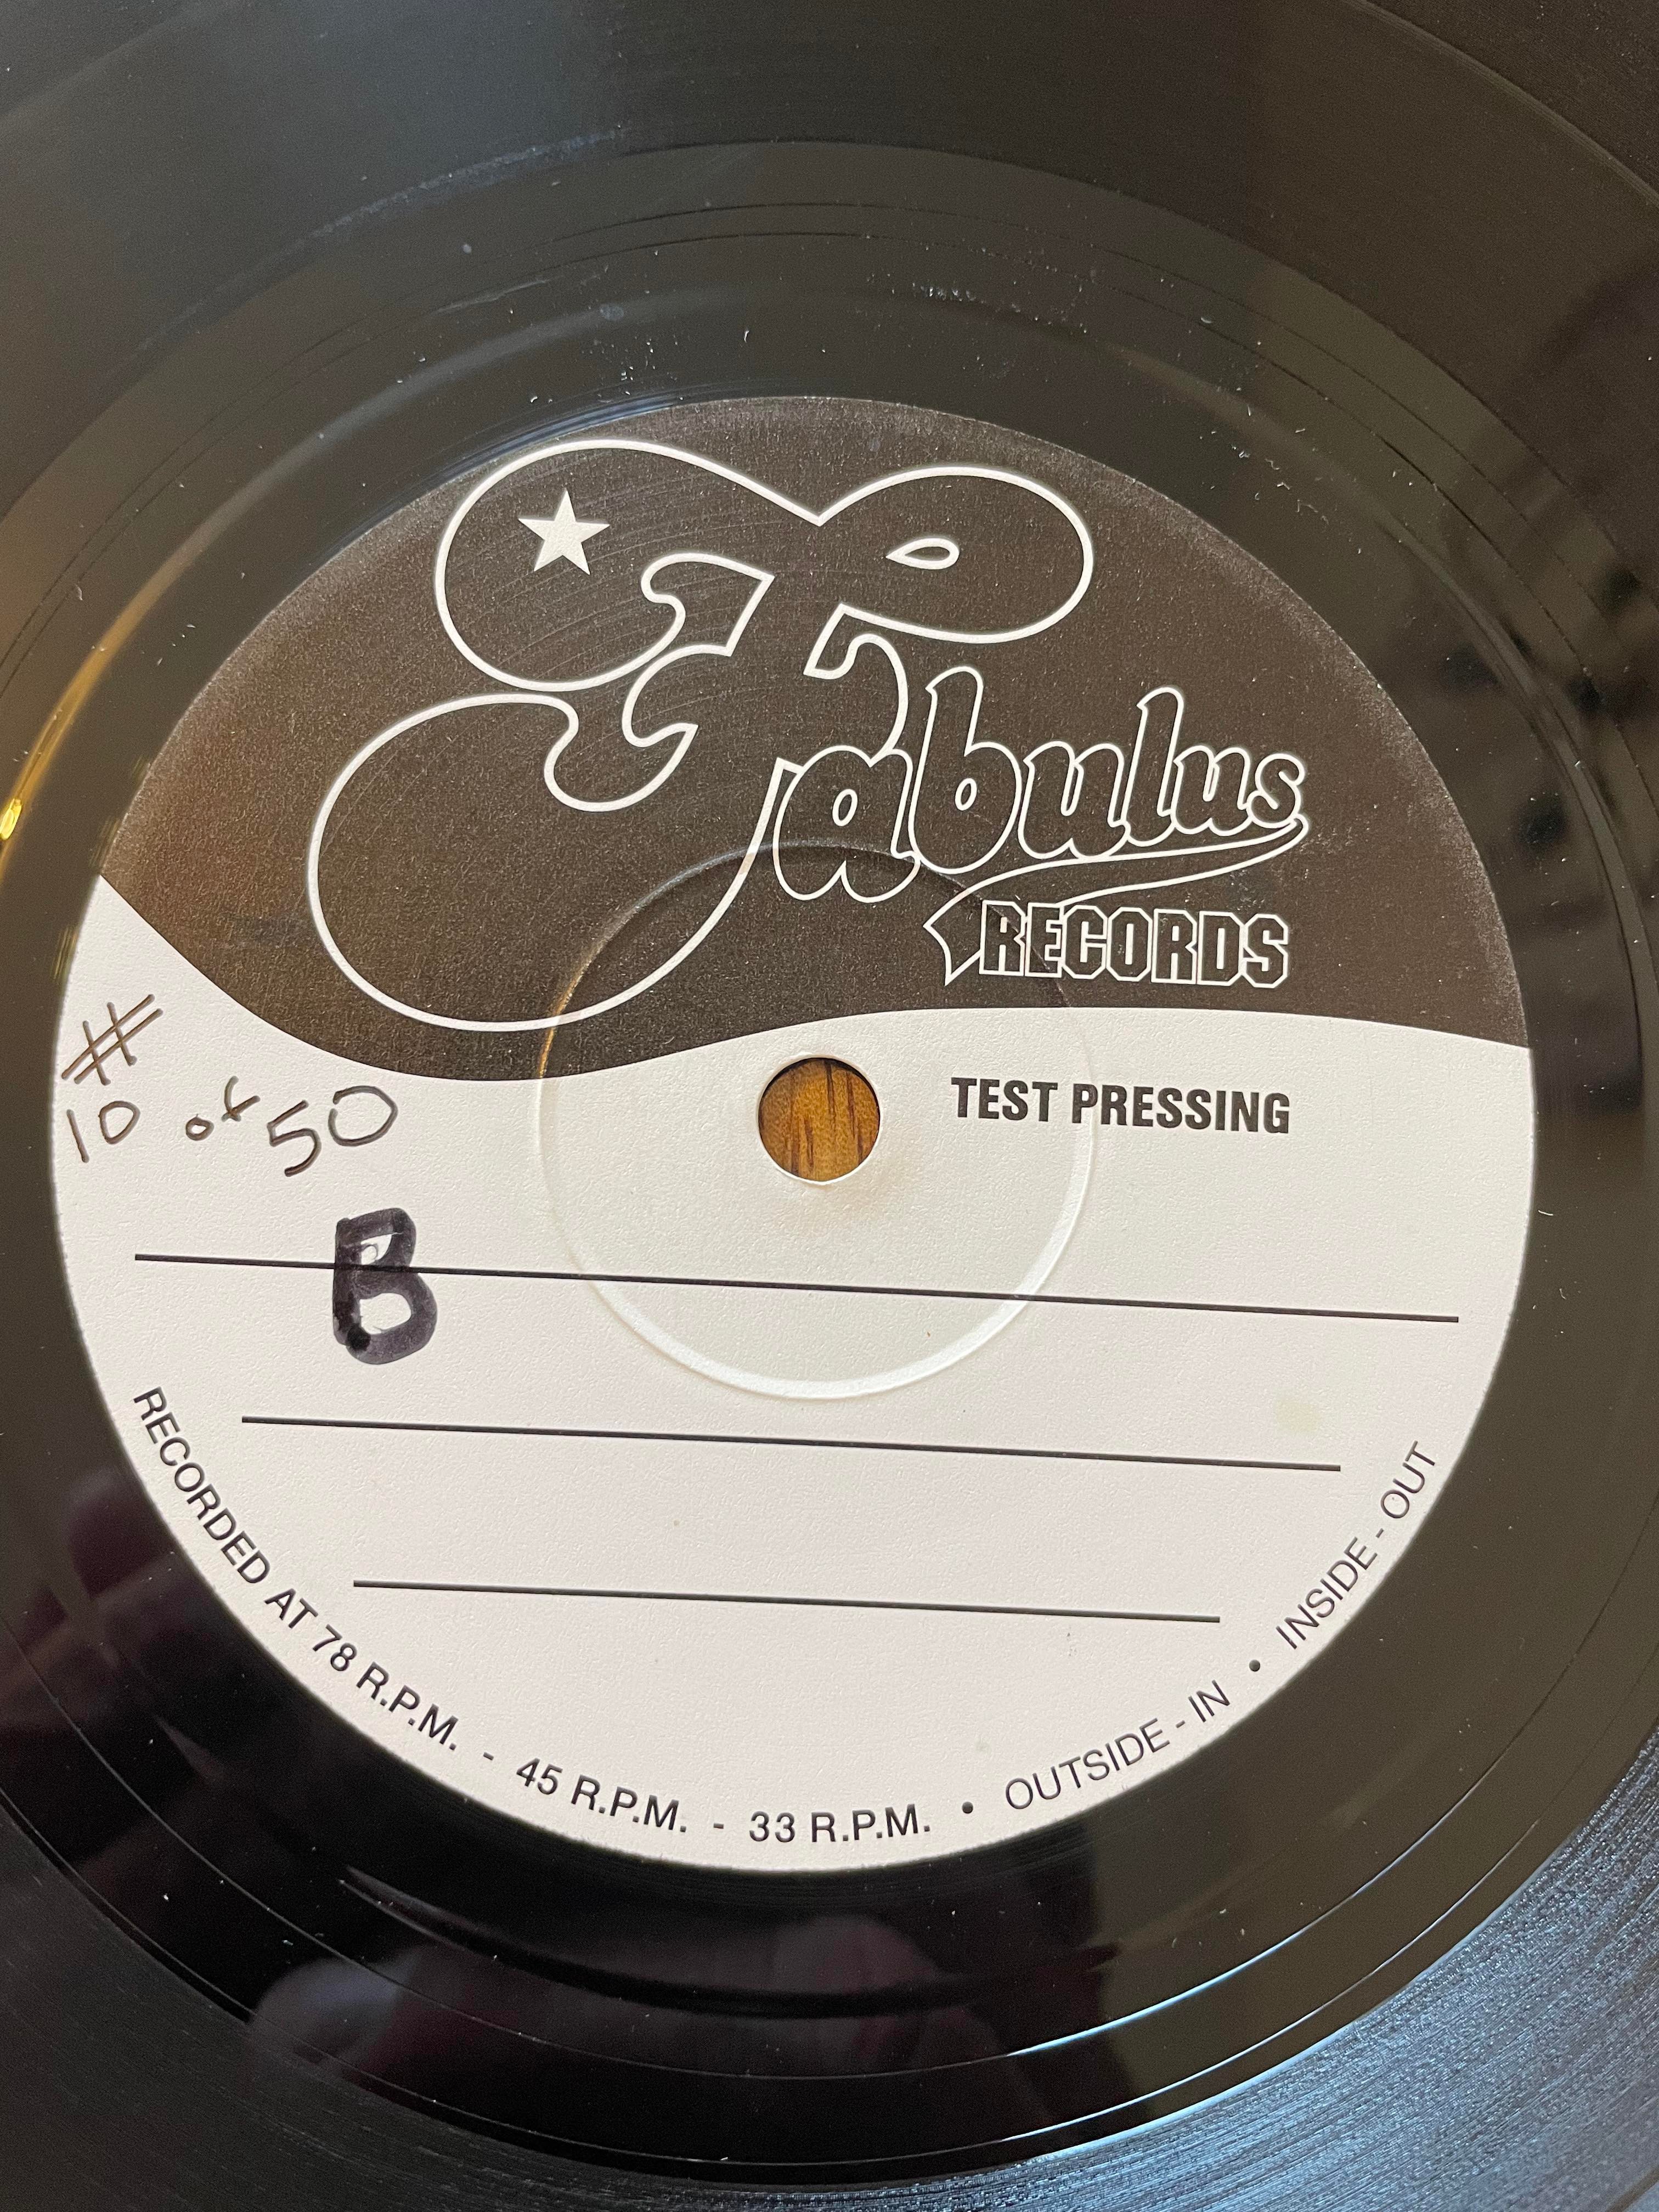 Fabulus
RECORDS
TEST PRESSING
#
10 of 50
B
RECORDED AT 78 R.P.M. - 45 R.P.M. - 33 R.P.M. • OUTSIDE - IN • INSIDE - OUT